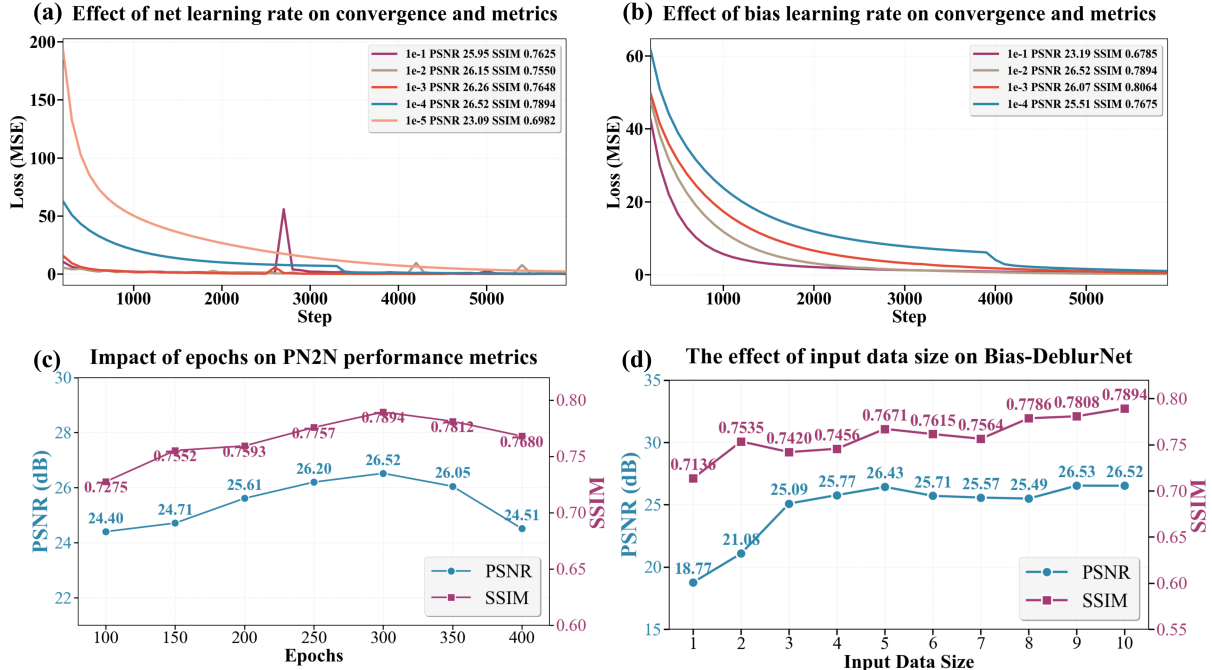 (a) Effect of net learning rate on convergence and metrics
200
150
100
50
0
Loss (MSE)
1e-1 PSNR 25.95 SSIM 0.7625
1e-2 PSNR 26.15 SSIM 0.7550
1e-3 PSNR 26.26 SSIM 0.7648
1e-4 PSNR 26.52 SSIM 0.7894
1e-5 PSNR 23.09 SSIM 0.6982
1000 2000 3000 4000 5000
Step
(b) Effect of bias learning rate on convergence and metrics
60
40
20
0
Loss (MSE)
1e-1 PSNR 23.19 SSIM 0.6785
1e-2 PSNR 26.52 SSIM 0.7894
1e-3 PSNR 26.07 SSIM 0.8064
1e-4 PSNR 25.51 SSIM 0.7675
1000 2000 3000 4000 5000
Step
(c) Impact of epochs on PN2N performance metrics
30
28
26
24
22
PSNR (dB)
0.7275 0.7552 0.7593 0.7757 0.7894 0.7812 0.7680
24.40 24.71 25.61 26.20 26.52 26.05 24.51
PSNR
SSIM
0.80
0.75
0.70
0.65
0.60
SSIM
100 150 200 250 300 350 400
Epochs
(d) The effect of input data size on Bias-DeblurNet
35
30
25
20
15
PSNR (dB)
0.7136 0.7535 0.7420 0.7456 0.7671 0.7615 0.7564 0.7786 0.7808 0.7894
18.77 21.08 25.09 25.77 26.43 25.71 25.57 25.49 26.53 26.52
PSNR
SSIM
0.80
0.75
0.70
0.65
0.60
0.55
SSIM
1 2 3 4 5 6 7 8 9 10
Input Data Size